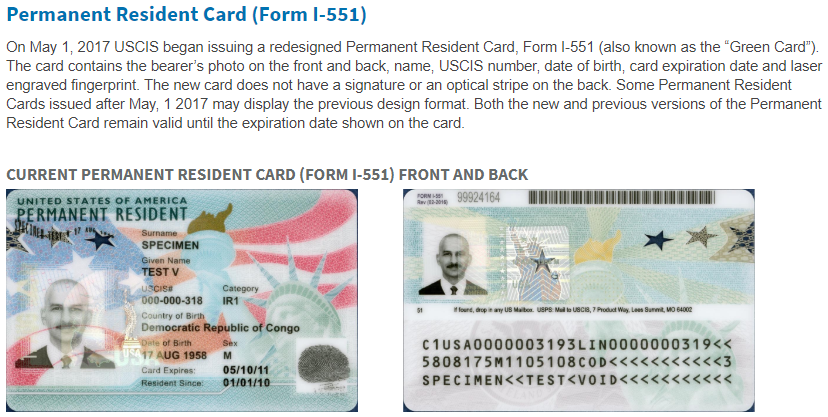 Permanent Resident Card (Form I-551)
On May 1, 2017 USCIS began issuing a redesigned Permanent Resident Card, Form I-551 (also known as the “Green Card”).
The card contains the bearer’s photo on the front and back, name, USCIS number, date of birth, card expiration date and laser
engraved fingerprint. The new card does not have a signature or an optical stripe on the back. Some Permanent Resident
Cards issued after May, 1 2017 may display the previous design format. Both the new and previous versions of the Permanent
Resident Card remain valid until the expiration date shown on the card.
CURRENT PERMANENT RESIDENT CARD (FORM I-551) FRONT AND BACK
UNITED STATES OF AMERICA
PERMANENT RESIDENT
Surname
SPECIMEN
Given Name
TEST V
USCIS#
Category
000-000-318
IR1
Country of Birth
Democratic Republic of Congo
Date of Birth
Sex
17 AUG 1958
M
Card Expires:
05/10/11
Resident Since:
01/01/10
USA
FORM I-551
Rev (02-2016)
99924164
51
If found, drop in any US Mailbox. USPS: Mail to USCIS, 7 Product Way, Lees Summit, MO 64002
C1USA0000003193LIN0000000319<<
5808175M1105108COD<<<<<<<<<<<3
SPECIMEN<<TEST<VOID<<<<<<<<<<<